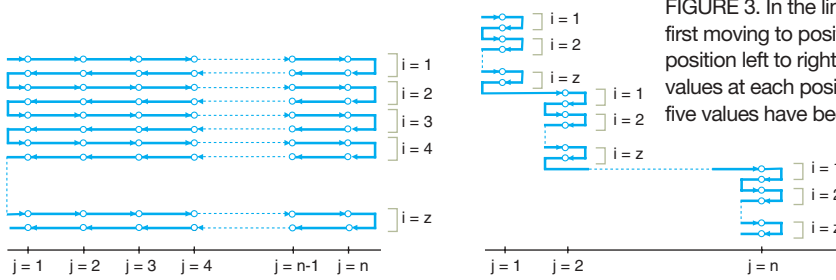 i = 1
i = 2
i = 3
i = 4
i = z
j = 1 j = 2 j = 3 j = 4 j = n-1 j = n
i = 1
i = 2
i = z
i = 1
i = 2
i = z
i = 1
i = 2
i = z
j = 1 j = 2 j = n
FIGURE 3. In the lin
first moving to posi
position left to right
values at each posi
five values have be